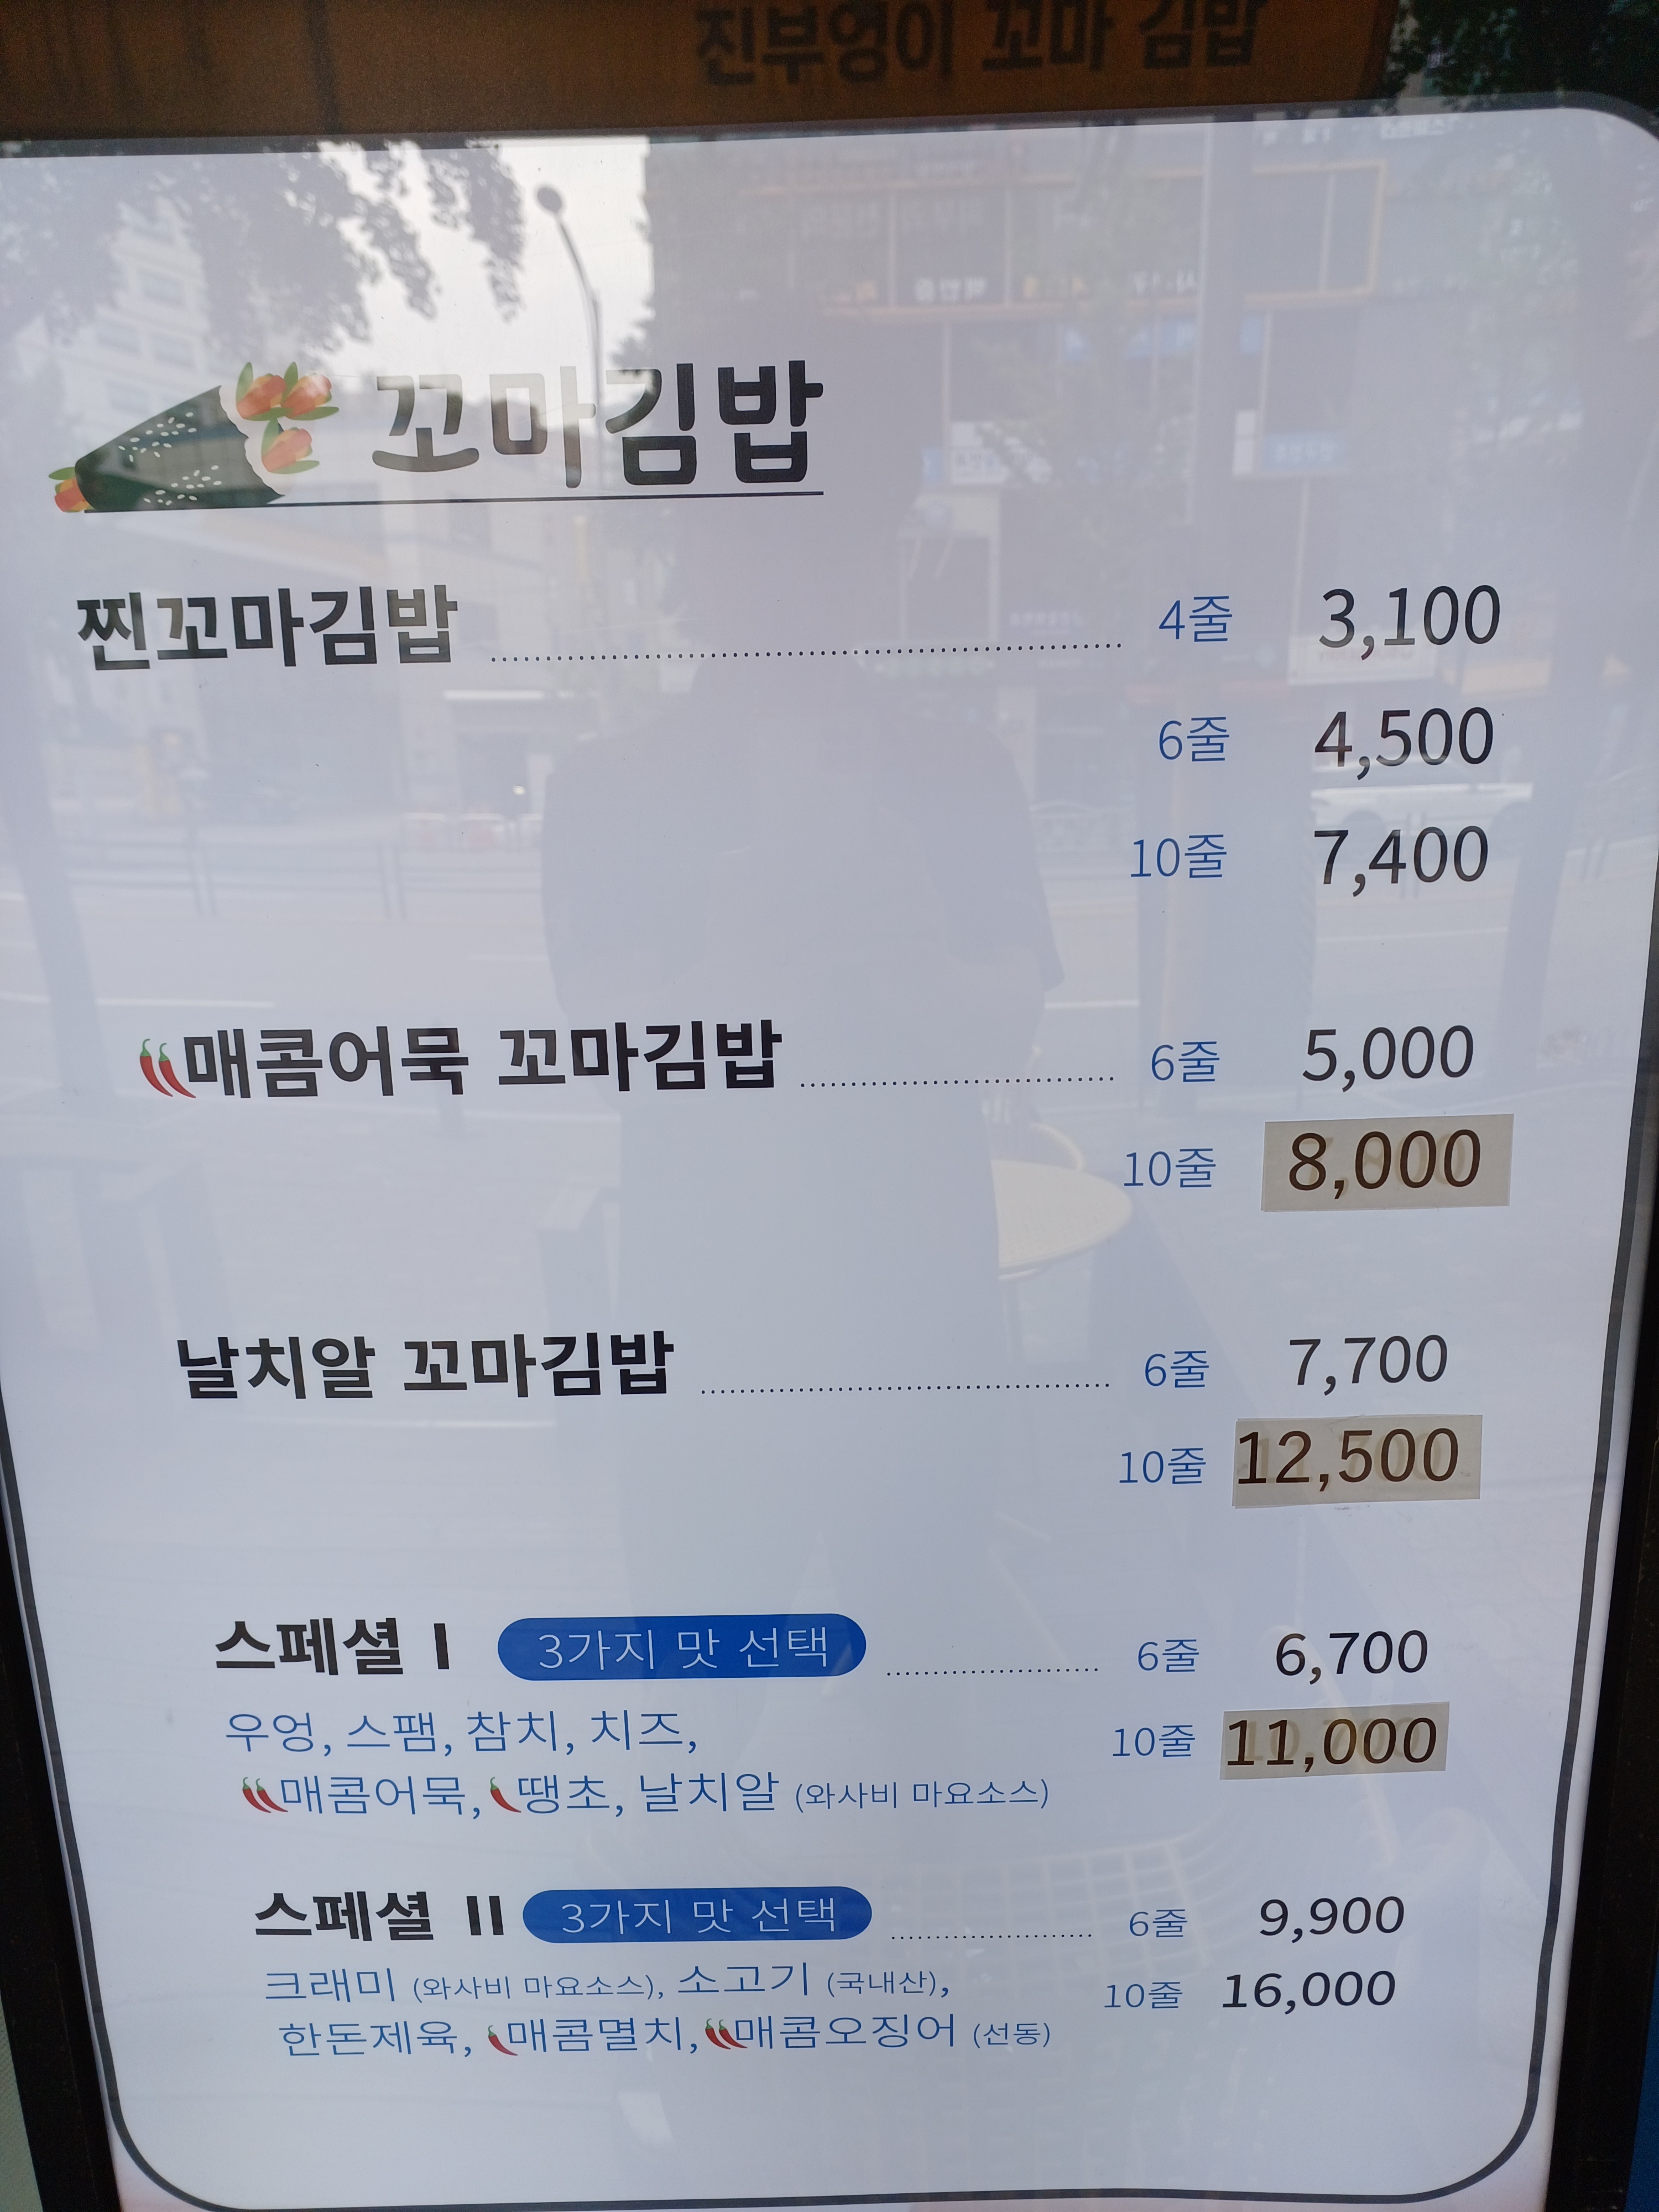 진부엉이 꼬마 김밥
꼬마김밥
찐꼬마김밥 4줄 3,100
6줄 4,500
10줄 7,400
매콤어묵 꼬마김밥 6줄 5,000
10줄 8,000
날치알 꼬마김밥 6줄 7,700
10줄 12,500
스페셜 I 3가지 맛 선택 6줄 6,700
우엉, 스팸, 참치, 치즈, 10줄 11,000
매콤어묵, 땡초, 날치알 (와사비 마요소스)
스페셜 II 3가지 맛 선택 6줄 9,900
크래미 (와사비 마요소스), 소고기 (국내산), 10줄 16,000
한돈제육, 매콤멸치, 매콤오징어 (선동)